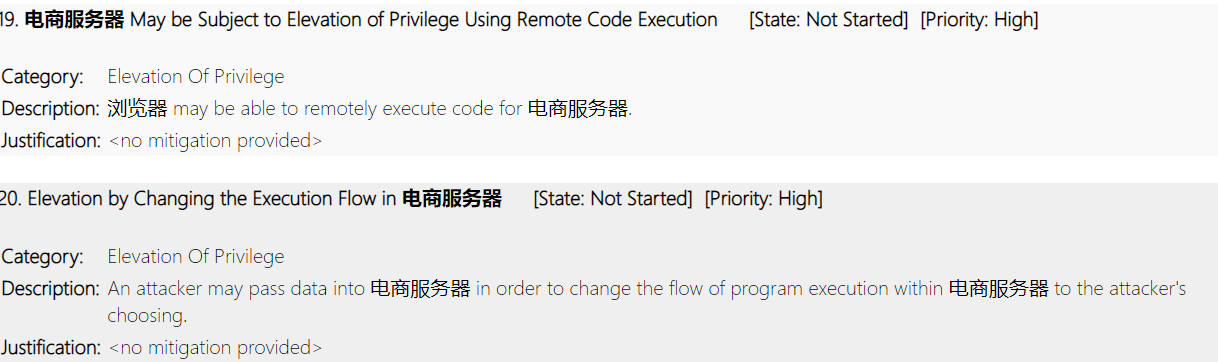 19. 电商服务器 May be Subject to Elevation of Privilege Using Remote Code Execution [State: Not Started] [Priority: High]
Category: Elevation Of Privilege
Description: 浏览器 may be able to remotely execute code for 电商服务器.
Justification: <no mitigation provided>
20. Elevation by Changing the Execution Flow in 电商服务器 [State: Not Started] [Priority: High]
Category: Elevation Of Privilege
Description: An attacker may pass data into 电商服务器 in order to change the flow of program execution within 电商服务器 to the attacker's
choosing.
Justification: <no mitigation provided>